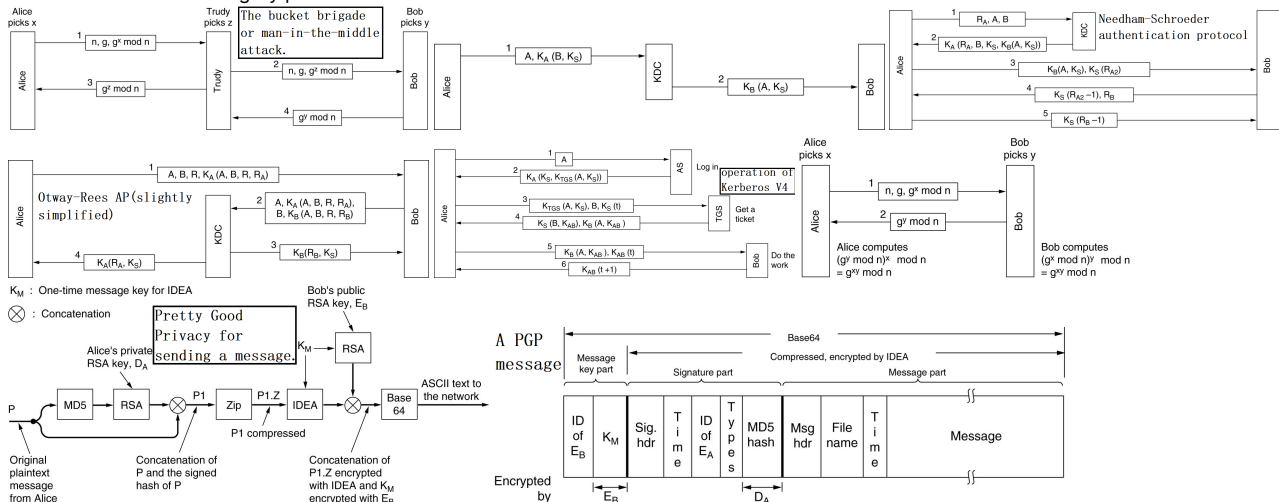 Alice
picks x
Trudy
picks z
Bob
picks y
The bucket brigade
or man-in-the-middle
attack.
Alice
1
n, g, gˣ mod n
Trudy
2
n, g, gᶻ mod n
3
gᶻ mod n
4
gʸ mod n
Bob
Alice
1
A, K_A (B, K_S)
KDC
2
K_B (A, K_S)
Bob
Needham-Schroeder
authentication protocol
Alice
1
R_A, A, B
KDC
2
K_A (R_A, B, K_S, K_B(A, K_S))
3
K_B(A, K_S), K_S (R_A2)
4
K_S (R_A2 –1), R_B
5
K_S (R_B –1)
Bob
Alice
1
A, B, R, K_A (A, B, R, R_A)
Otway-Rees AP(slightly
simplified)
KDC
2
A, K_A (A, B, R, R_A),
B, K_B (A, B, R, R_B)
3
K_B(R_B, K_S)
4
K_A(R_A, K_S)
Bob
Alice
1
A
2
K_A (K_S, K_TGS (A, K_S))
AS
Log in
operation of
Kerberos V4
3
K_TGS (A, K_S), B, K_S (t)
4
K_S (B, K_AB), K_B (A, K_AB )
TGS
Get a
ticket
5
K_B (A, K_AB ), K_AB (t)
6
K_AB (t +1)
Bob
Do the
work
Alice
picks x
Bob
picks y
Alice
1
n, g, gˣ mod n
2
gʸ mod n
Bob
Alice computes
(gʸ mod n)ˣ mod n
= gˣʸ mod n
Bob computes
(gˣ mod n)ʸ mod n
= gˣʸ mod n
K_M : One-time message key for IDEA
: Concatenation
Pretty Good
Privacy for
sending a message.
Bob's public
RSA key, E_B
Alice's private
RSA key, D_A
K_M
RSA
P
MD5
RSA
P1
Zip
P1.Z
IDEA
Base
64
ASCII text to
the network
P1 compressed
Original
plaintext
message
from Alice
Concatenation of
P and the signed
hash of P
Concatenation of
P1.Z encrypted
with IDEA and K_M
encrypted with E_B
A PGP
message
Base64
Compressed, encrypted by IDEA
Message
key part
Signature part
Message part
ID
of
E_B
K_M
Sig.
hdr
T
i
m
e
ID
of
E_A
T
y
p
e
s
MD5
hash
Msg
hdr
File
name
T
i
m
e
Message
Encrypted
by
E_B
D_A